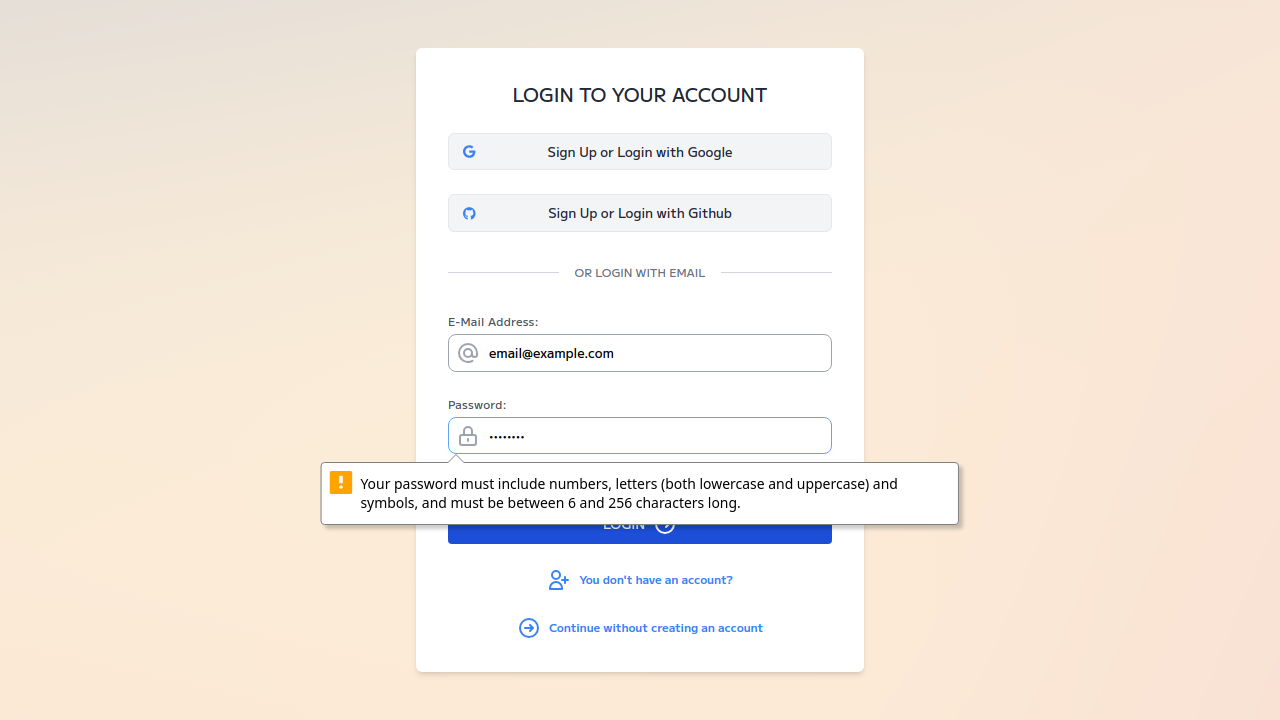 LOGIN TO YOUR ACCOUNT
Sign Up or Login with Google
Sign Up or Login with Github
OR LOGIN WITH EMAIL
E-Mail Address:
email@example.com
Password:
••••••••
Your password must include numbers, letters (both lowercase and uppercase) and
symbols, and must be between 6 and 256 characters long.
LOGIN
You don't have an account?
Continue without creating an account